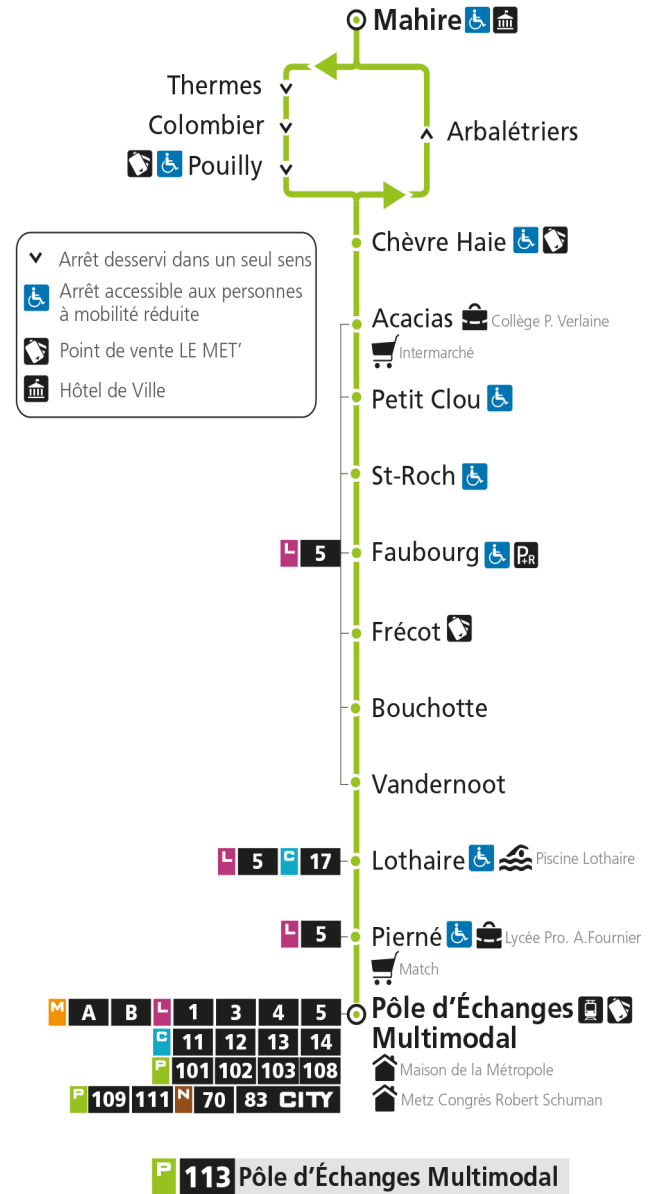 Mahire
Thermes
Colombier
Arbalétriers
Pouilly
Chèvre Haie
Arrêt desservi dans un seul sens
Arrêt accessible aux personnes
à mobilité réduite
Point de vente LE MET’
Hôtel de Ville
Acacias Collège P. Verlaine
Intermarché
Petit Clou
St-Roch
L 5 Faubourg P+R
Frécot
Bouchotte
Vandernoot
L 5 C 17 Lothaire Piscine Lothaire
L 5 Pierné Lycée Pro. A.Fournier
Match
M A B L 1 3 4 5 Pôle d’Échanges
C 11 12 13 14 Multimodal
P 101 102 103 108 Maison de la Métropole
P 109 111 N 70 83 CITY Metz Congrès Robert Schuman
P 113 Pôle d’Échanges Multimodal